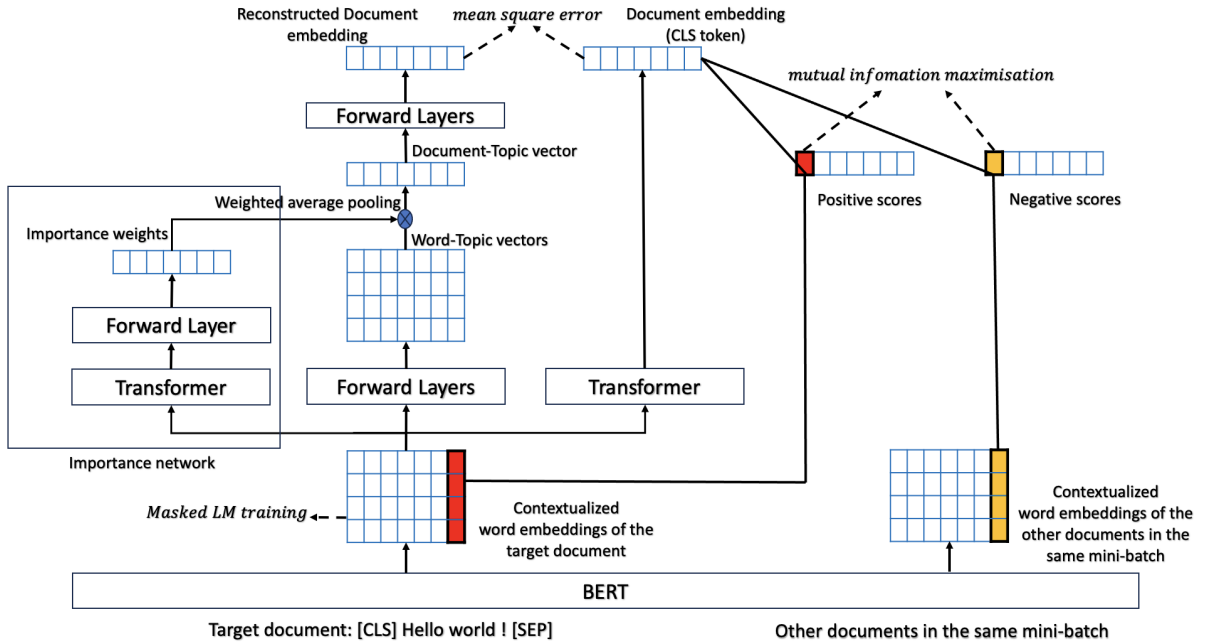 Reconstructed Document
embedding
mean square error
Document embedding
(CLS token)
mutual infomation maximisation
Forward Layers
Document-Topic vector
Positive scores
Negative scores
Weighted average pooling
Importance weights
Word-Topic vectors
Forward Layer
Transformer
Forward Layers
Transformer
Importance network
Masked LM training
Contextualized
word embeddings of the
target document
Contextualized
word embeddings of the
other documents in the
same mini-batch
BERT
Target document: [CLS] Hello world ! [SEP]
Other documents in the same mini-batch